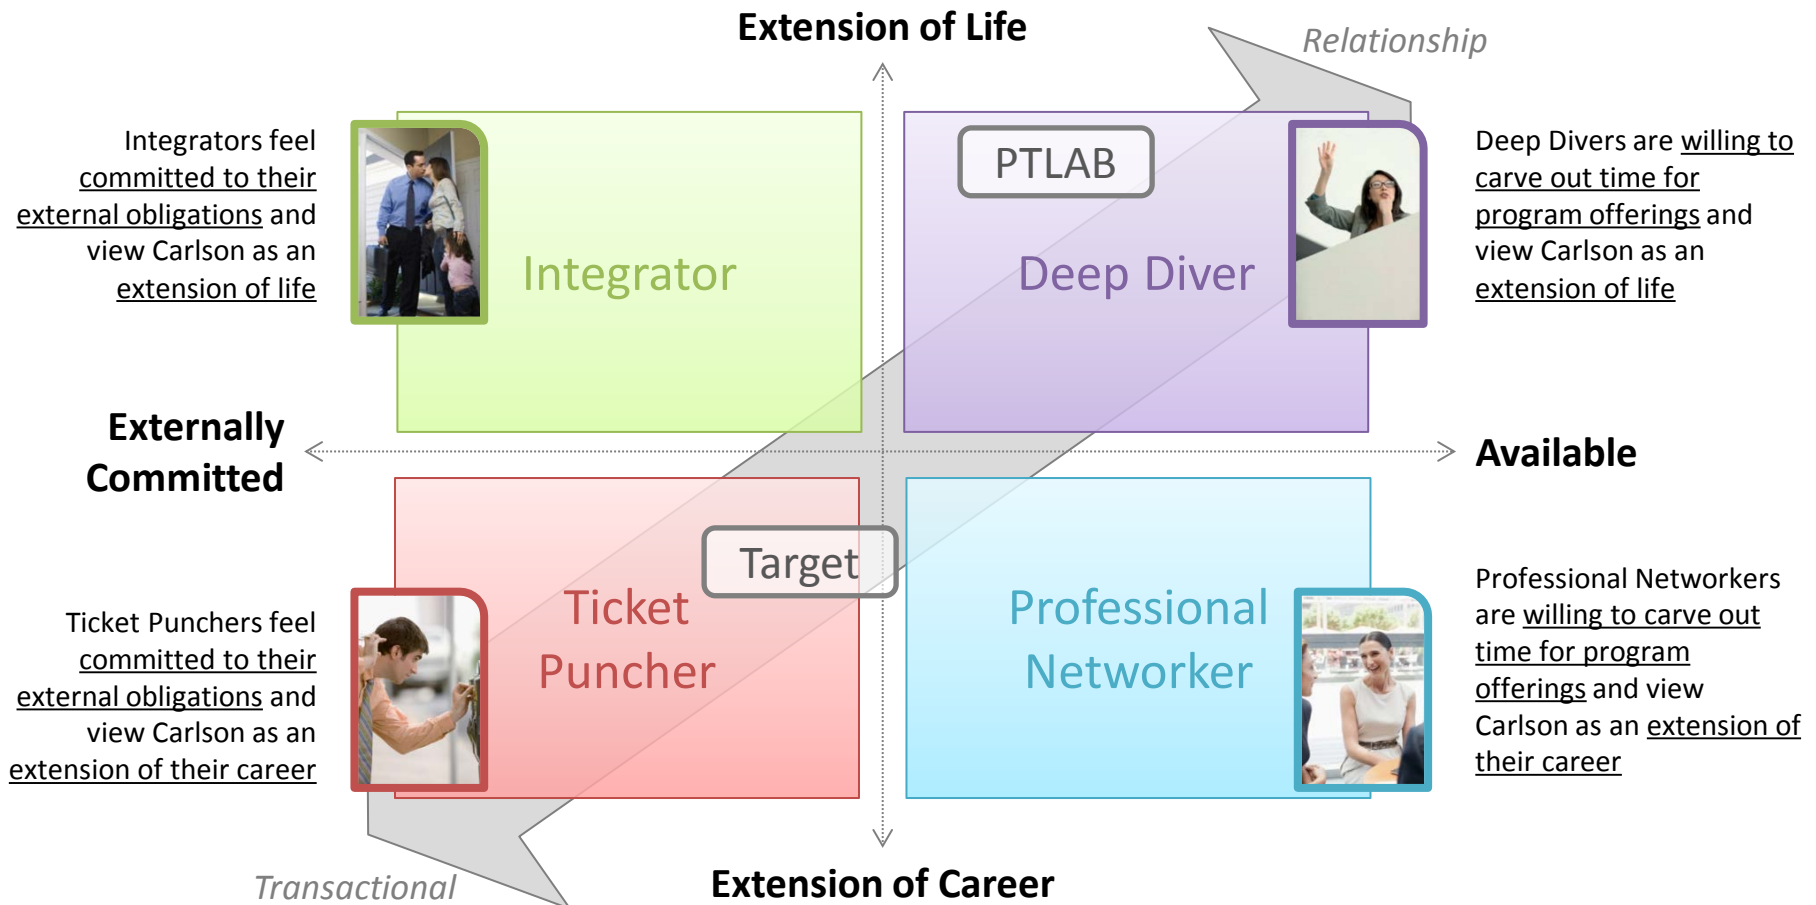 Extension of Life
Relationship
Integrators feel
committed to their
external obligations and
view Carlson as an
extension of life
Integrator
PTLAB
Deep Diver
Deep Divers are willing to
carve out time for
program offerings and
view Carlson as an
extension of life
Externally
Committed
Available
Ticket Punchers feel
committed to their
external obligations and
view Carlson as an
extension of their career
Target
Ticket
Puncher
Professional
Networker
Professional Networkers
are willing to carve out
time for program
offerings and view
Carlson as an extension of
their career
Transactional
Extension of Career